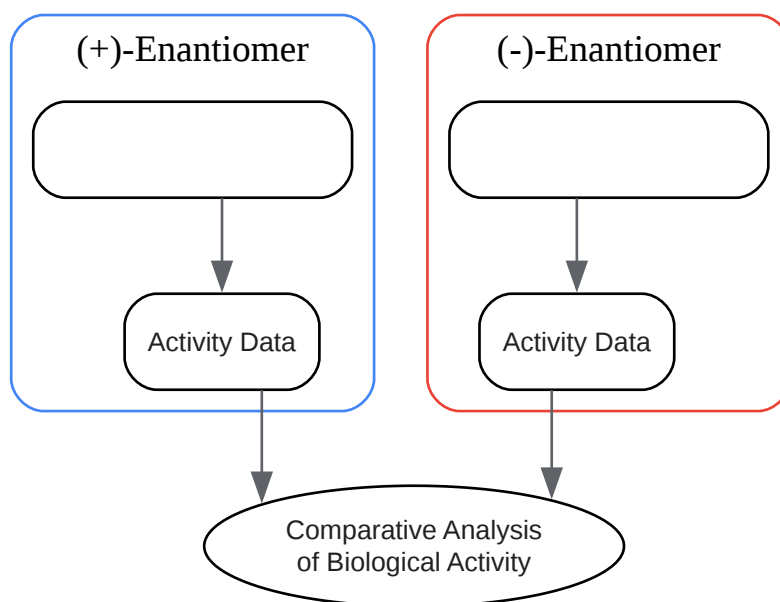 (+)-Enantiomer
(-)-Enantiomer
Activity Data
Activity Data
Comparative Analysis
of Biological Activity